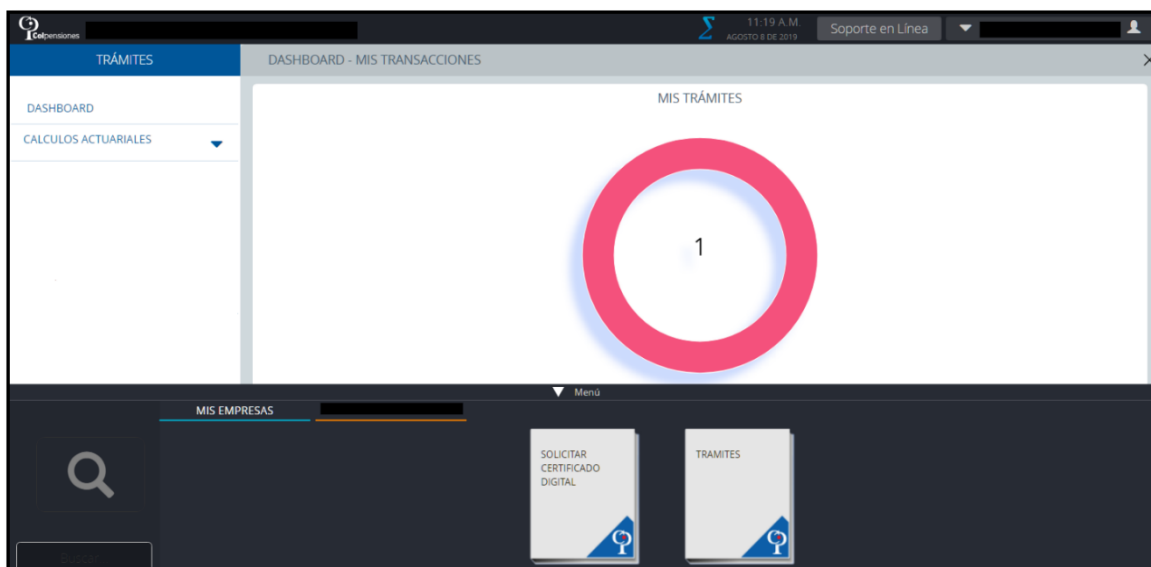 Colpensiones
11:19 A.M.
AGOSTO 8 DE 2019
Soporte en Línea
TRÁMITES
DASHBOARD - MIS TRANSACCIONES
DASHBOARD
CALCULOS ACTUARIALES
MIS TRÁMITES
1
Menú
MIS EMPRESAS
SOLICITAR
CERTIFICADO
DIGITAL
TRAMITES